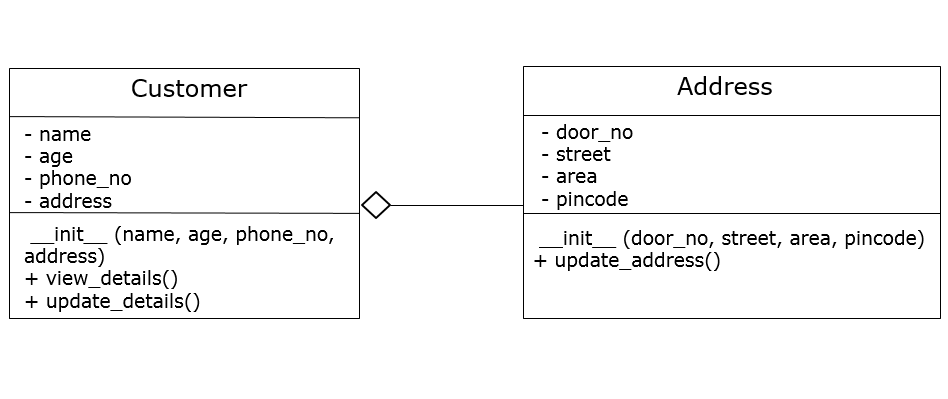 Customer
- name
- age
- phone_no
- address
__init__ (name, age, phone_no,
address)
+ view_details()
+ update_details()
Address
- door_no
- street
- area
- pincode
__init__ (door_no, street, area, pincode)
+ update_address()